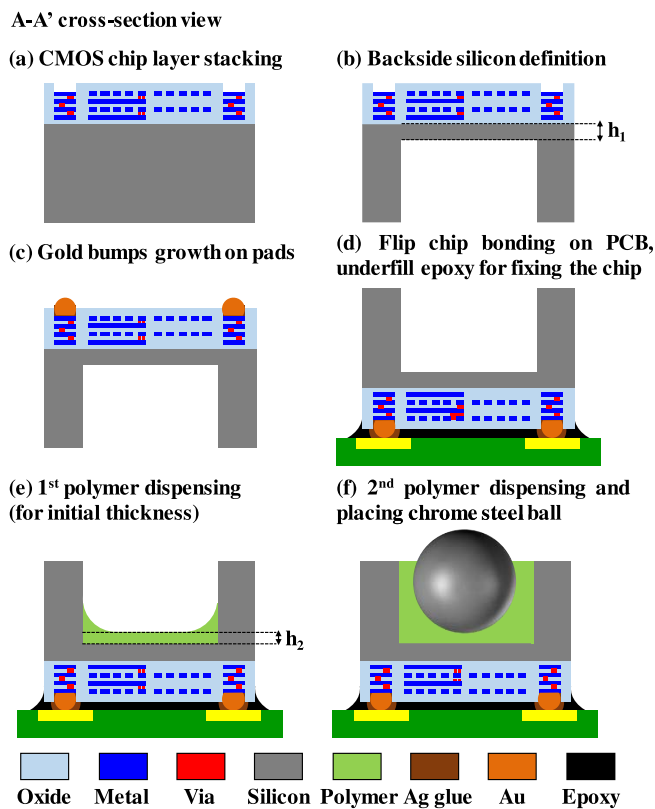 A-A’ cross-section view
(a) CMOS chip layer stacking
(b) Backside silicon definition
h1
(c) Gold bumps growth on pads
(d) Flip chip bonding on PCB,
underfill epoxy for fixing the chip
(e) 1st polymer dispensing
(for initial thickness)
h2
(f) 2nd polymer dispensing and
placing chrome steel ball
Oxide Metal Via Silicon Polymer Ag glue Au Epoxy